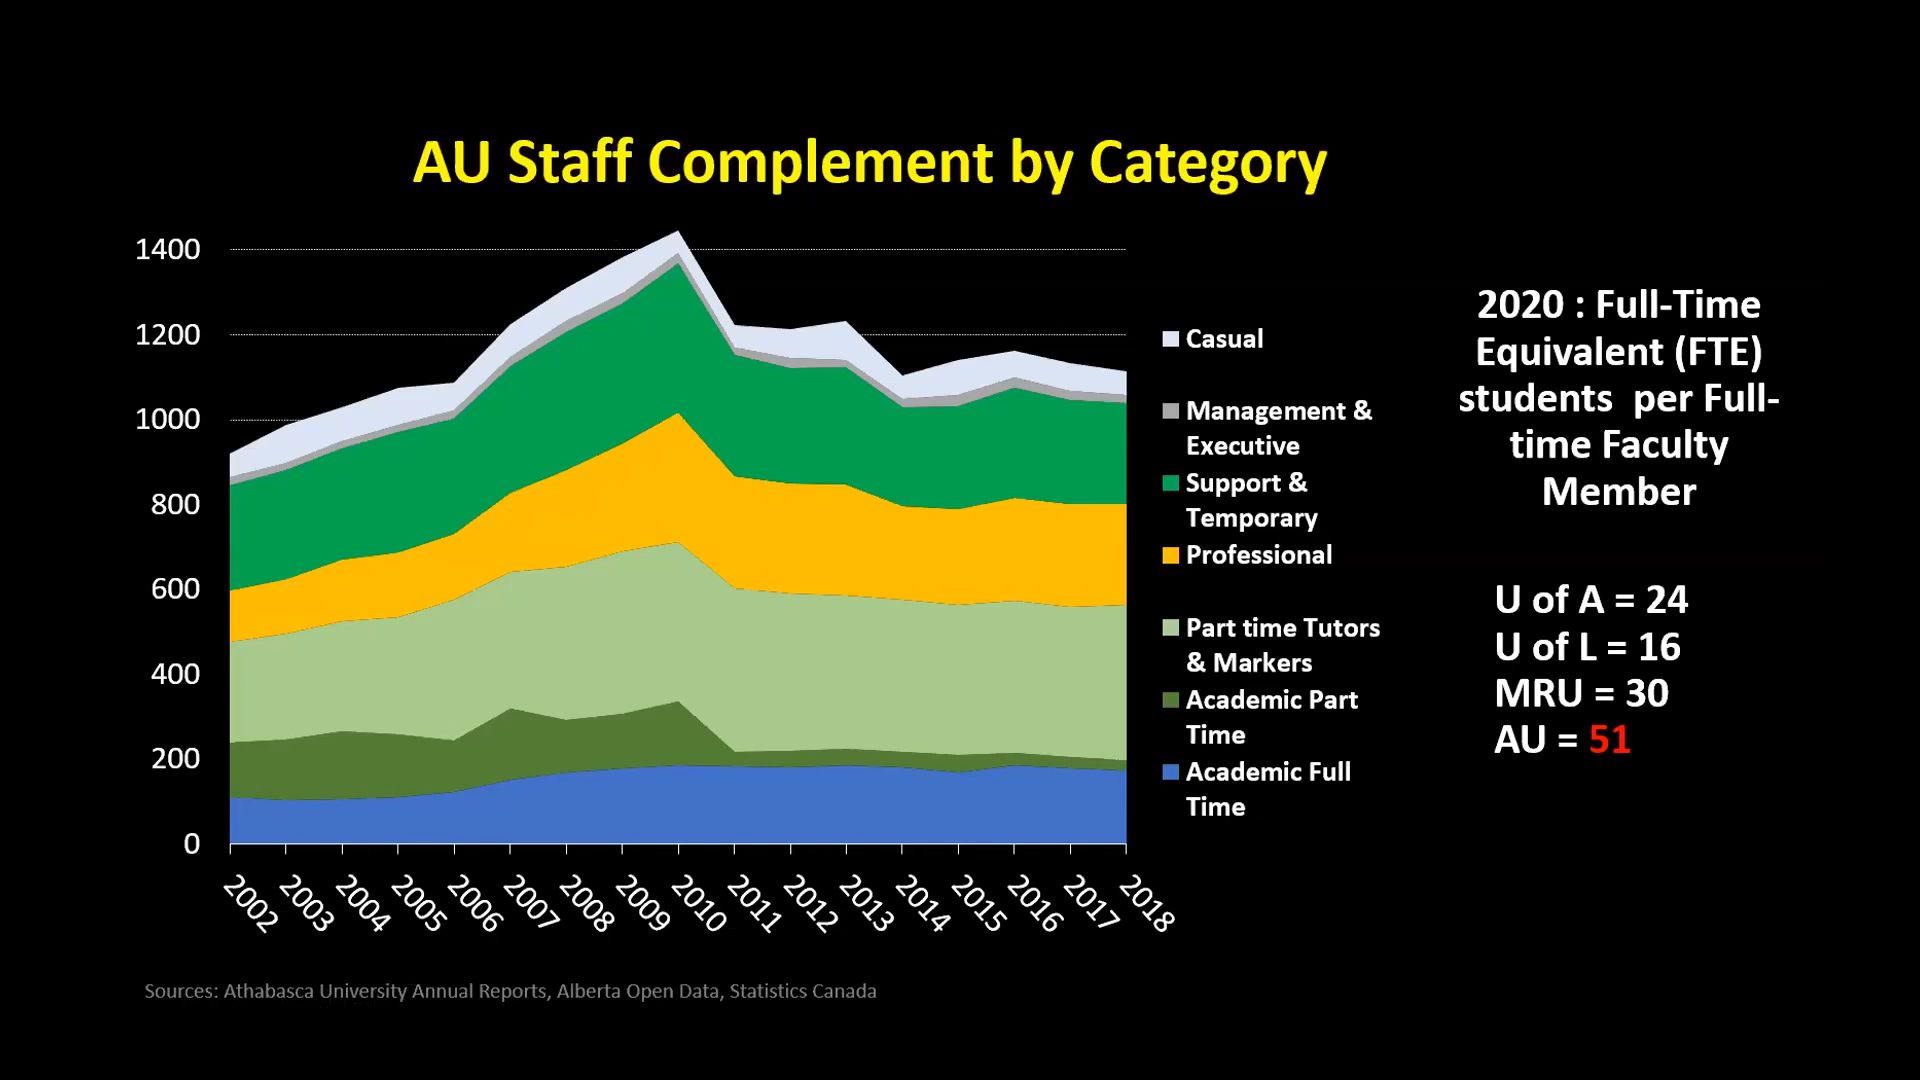 AU Staff Complement by Category
1400
1200
1000
800
600
400
200
0
2002
2003
2004
2005
2006
2007
2008
2009
2010
2011
2012
2013
2014
2015
2016
2017
2018
Casual
Management &
Executive
Support &
Temporary
Professional
Part time Tutors
& Markers
Academic Part
Time
Academic Full
Time
2020 : Full-Time
Equivalent (FTE)
students per Full-
time Faculty
Member
U of A = 24
U of L = 16
MRU = 30
AU = 51
Sources: Athabasca University Annual Reports, Alberta Open Data, Statistics Canada